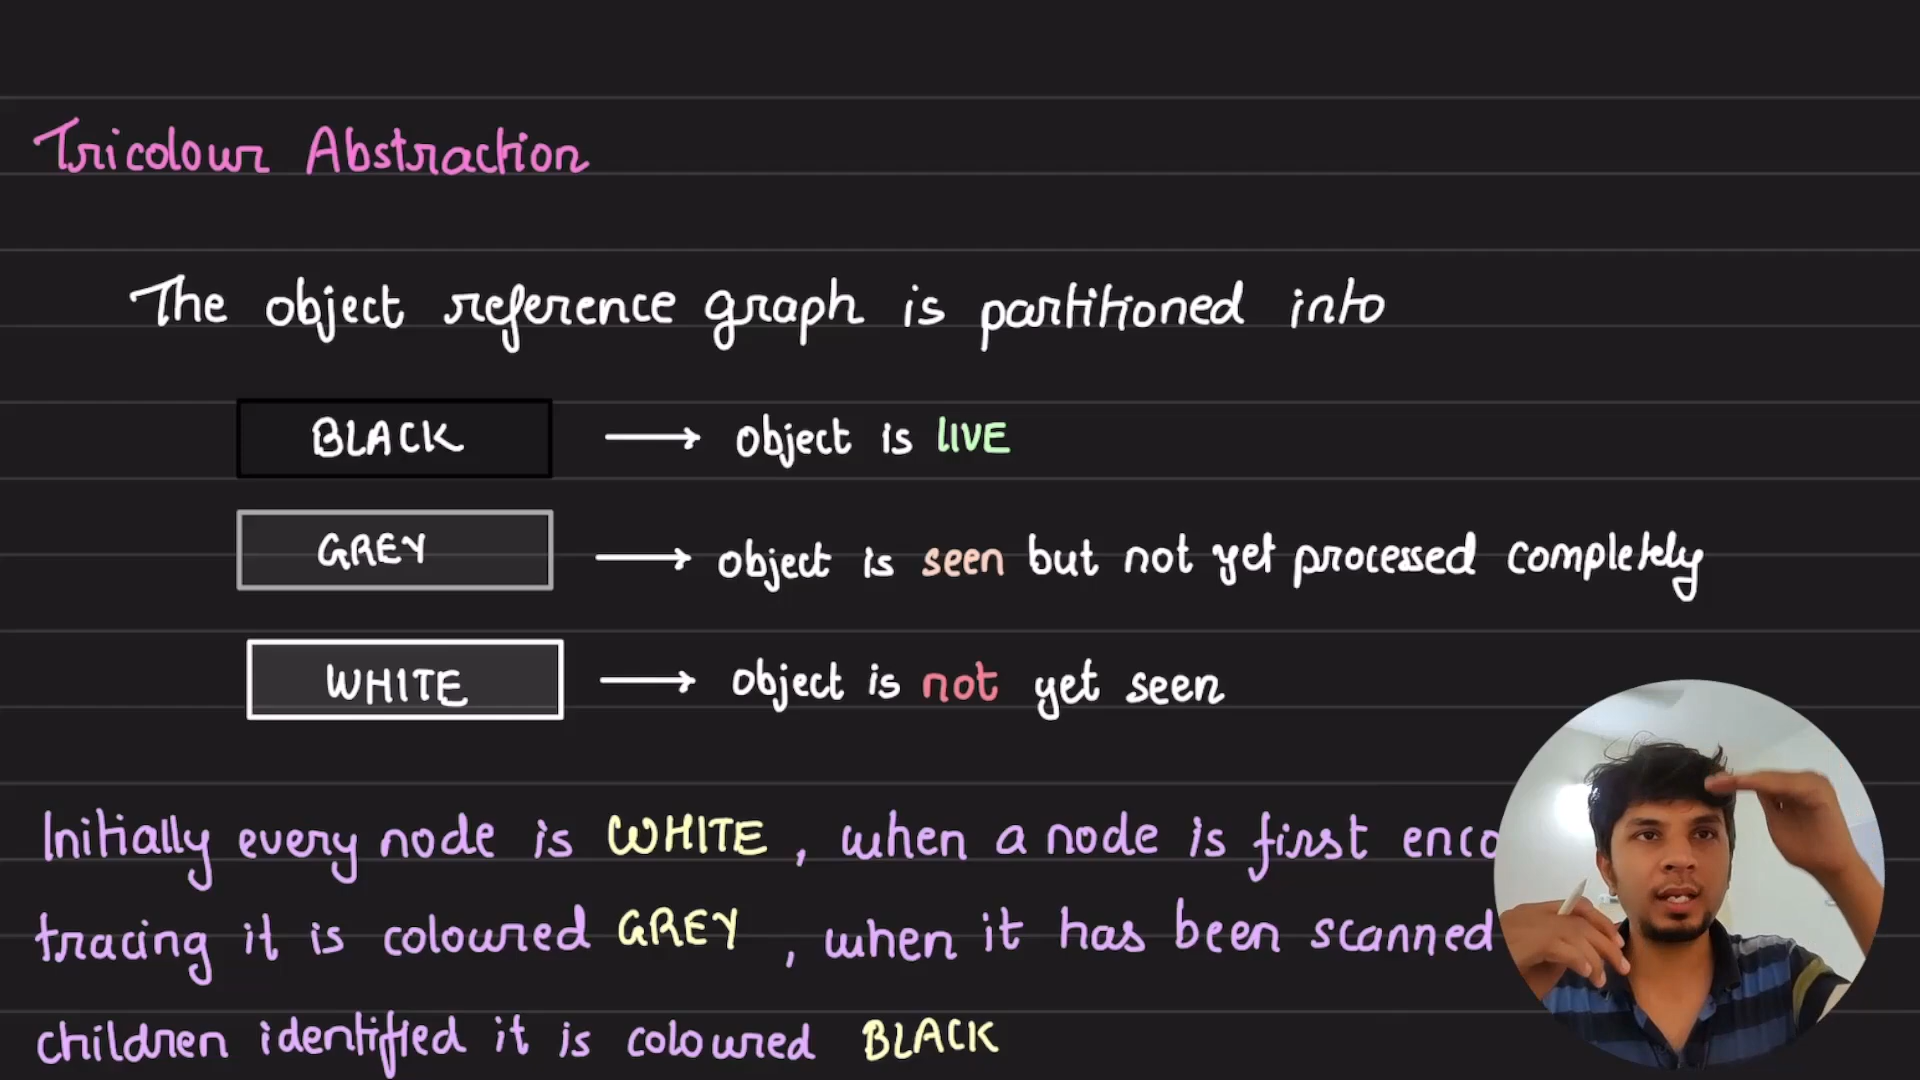 Tricolour Abstraction
The object reference graph is partitioned into
BLACK → object is LIVE
GREY → object is seen but not yet processed completely
WHITE → object is not yet seen
Initially every node is WHITE, when a node is first
tracing it is coloured GREY, when it has been scanned
children identified it is coloured BLACK